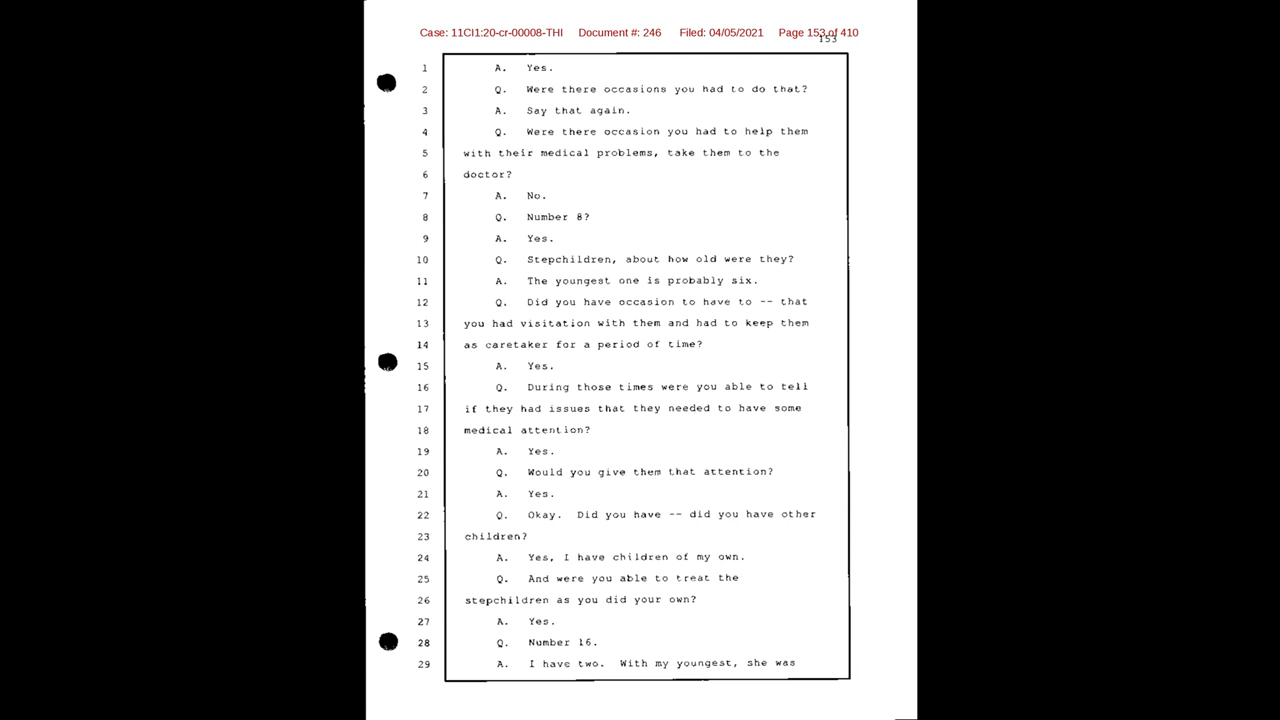 Case: 11CI1:20-cr-00008-THI Document #: 246 Filed: 04/05/2021 Page 153 of 410
153
1 A. Yes.
2 Q. Were there occasions you had to do that?
3 A. Say that again.
4 Q. Were there occasion you had to help them
5 with their medical problems, take them to the
6 doctor?
7 A. No.
8 Q. Number 8?
9 A. Yes.
10 Q. Stepchildren, about how old were they?
11 A. The youngest one is probably six.
12 Q. Did you have occasion to have to -- that
13 you had visitation with them and had to keep them
14 as caretaker for a period of time?
15 A. Yes.
16 Q. During those times were you able to tell
17 if they had issues that they needed to have some
18 medical attention?
19 A. Yes.
20 Q. Would you give them that attention?
21 A. Yes.
22 Q. Okay. Did you have -- did you have other
23 children?
24 A. Yes, I have children of my own.
25 Q. And were you able to treat the
26 stepchildren as you did your own?
27 A. Yes.
28 Q. Number 16.
29 A. I have two. With my youngest, she was